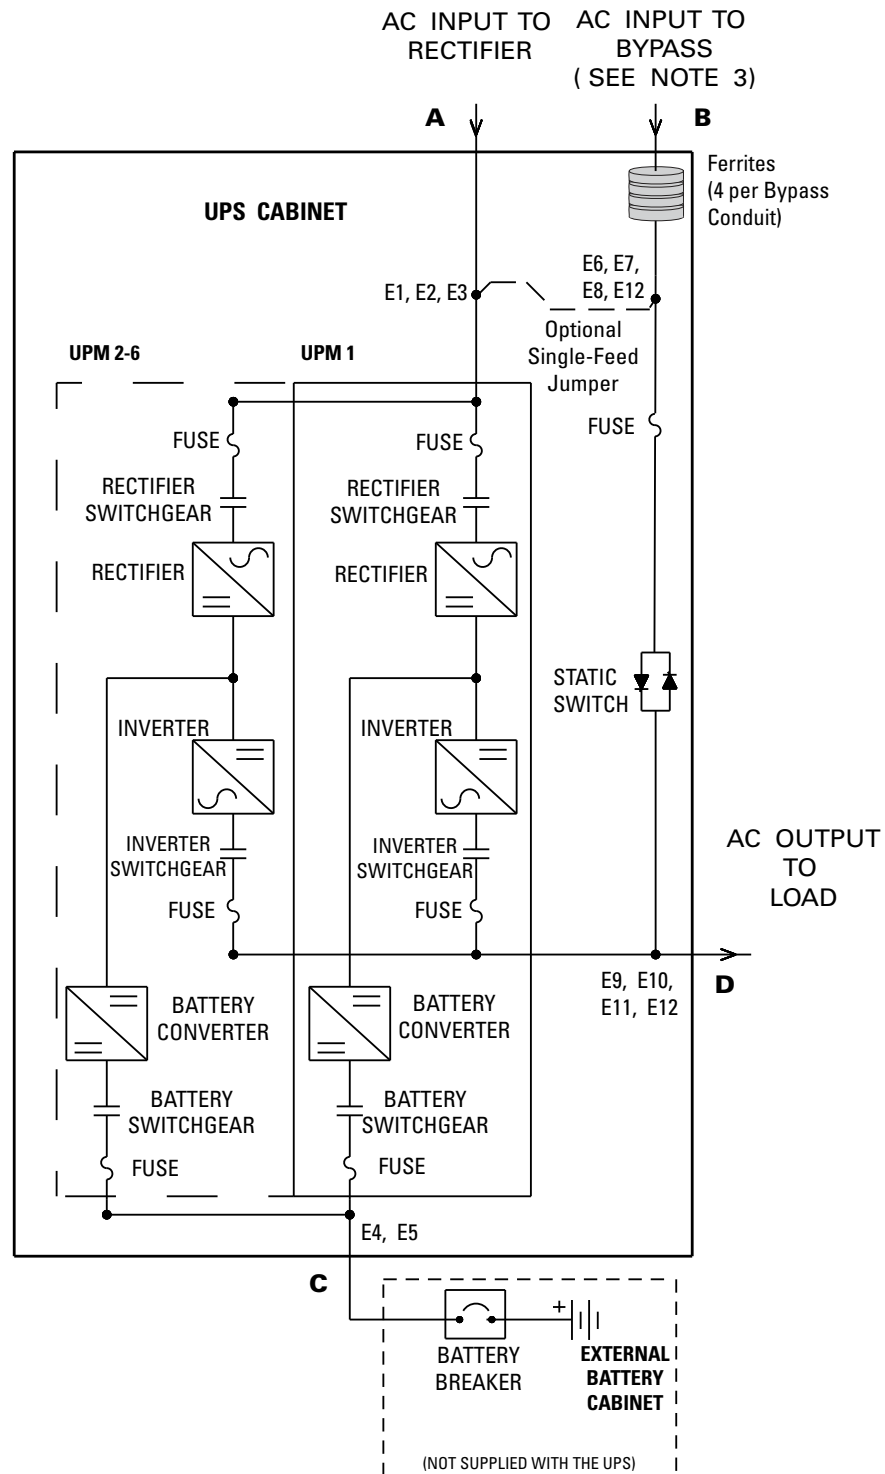 AC INPUT TO
RECTIFIER
AC INPUT TO
BYPASS
( SEE NOTE 3)
A
B
Ferrites
(4 per Bypass
Conduit)
UPS CABINET
E1, E2, E3
E6, E7,
E8, E12
Optional
Single-Feed
Jumper
UPM 2-6
UPM 1
FUSE
FUSE
FUSE
RECTIFIER
SWITCHGEAR
RECTIFIER
SWITCHGEAR
RECTIFIER
RECTIFIER
STATIC
SWITCH
INVERTER
INVERTER
INVERTER
SWITCHGEAR
INVERTER
SWITCHGEAR
AC OUTPUT
TO
LOAD
FUSE
FUSE
E9, E10,
E11, E12
D
BATTERY
CONVERTER
BATTERY
CONVERTER
BATTERY
SWITCHGEAR
BATTERY
SWITCHGEAR
FUSE
FUSE
E4, E5
C
+
BATTERY
BREAKER
EXTERNAL
BATTERY
CABINET
(NOT SUPPLIED WITH THE UPS)